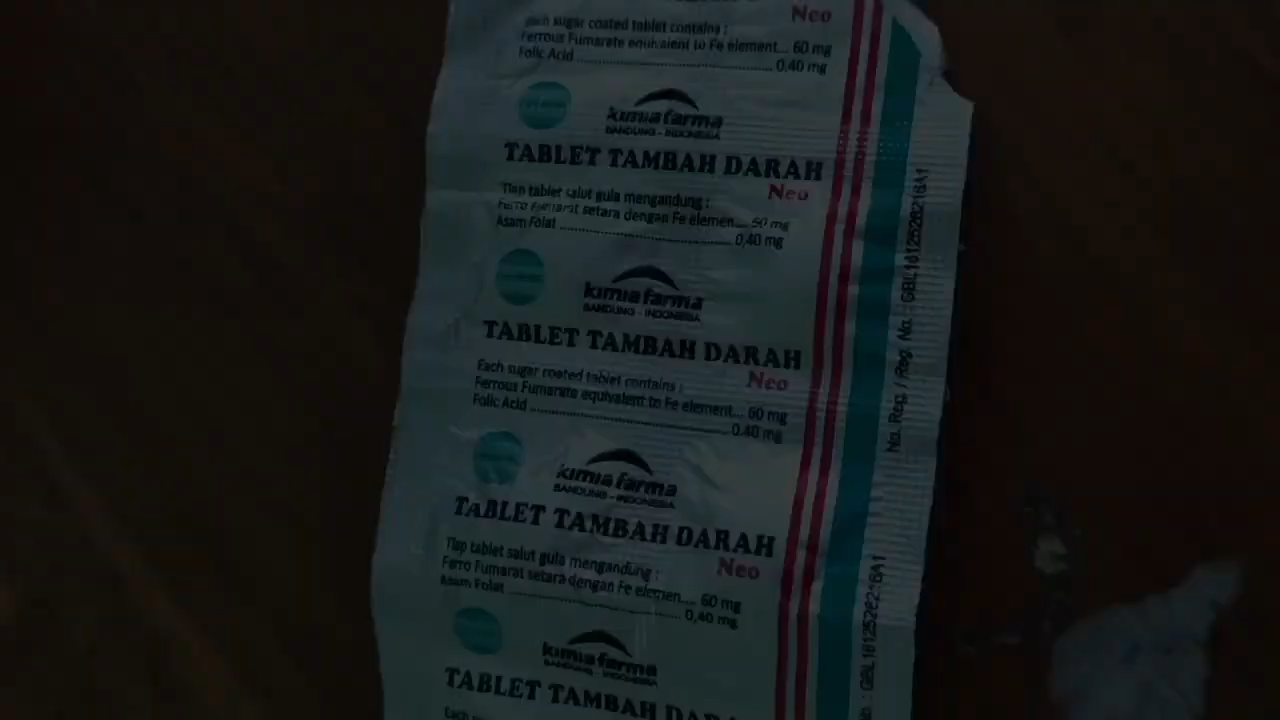 Neo
Each sugar coated tablet contains :
Ferrous Fumarate equivalent to Fe element... 60 mg
Folic Acid ........................................ 0,40 mg
kimia farma
BANDUNG - INDONESIA
TABLET TAMBAH DARAH
Neo
Tiap tablet salut gula mengandung :
Ferro Fumarat setara dengan Fe elemen.... 60 mg
Asam Folat ........................................ 0,40 mg
kimia farma
BANDUNG - INDONESIA
TABLET TAMBAH DARAH
Neo
Each sugar coated tablet contains :
Ferrous Fumarate equivalent to Fe element... 60 mg
Folic Acid ........................................ 0.40 mg
kimia farma
BANDUNG - INDONESIA
TABLET TAMBAH DARAH
Neo
Tiap tablet salut gula mengandung :
Ferro Fumarat setara dengan Fe elemen.... 60 mg
Asam Folat ........................................ 0,40 mg
kimia farma
BANDUNG - INDONESIA
TABLET TAMBAH DARA
Each
No. Reg. / Reg. No. : GBL1612526216A1